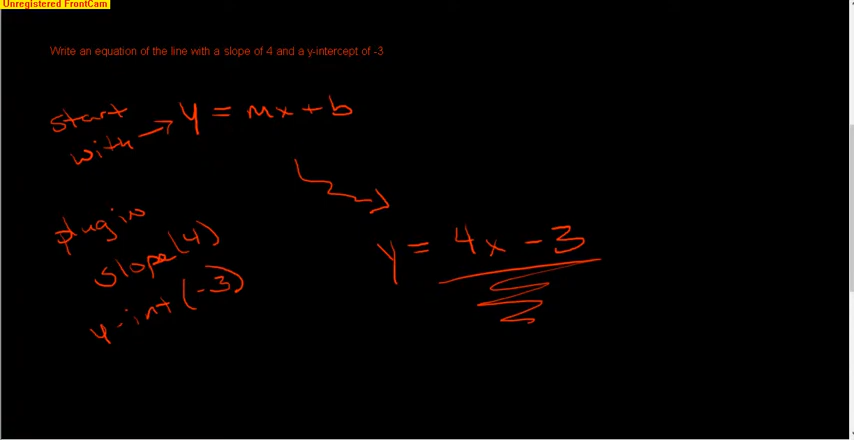 Unregistered FrontCam
Write an equation of the line with a slope of 4 and a y-intercept of -3
start
with → y = mx + b
plug in
slope (4)
y-int (-3)
y = 4x - 3